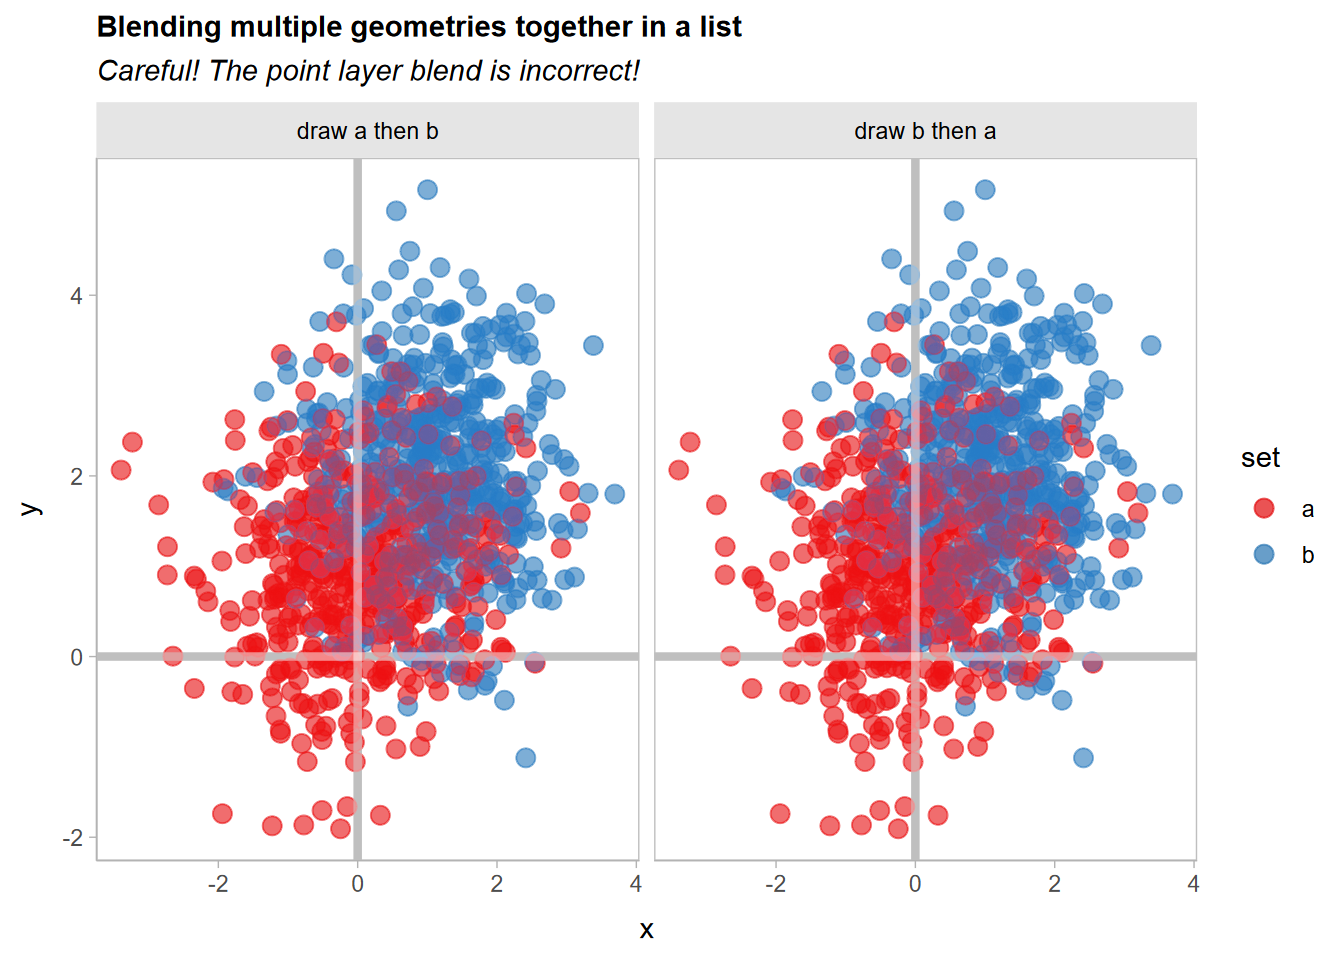 Blending multiple geometries together in a list
Careful! The point layer blend is incorrect!
draw a then b
draw b then a
4
2
0
-2
y
-2
0
2
4
-2
0
2
4
x
set
a
b